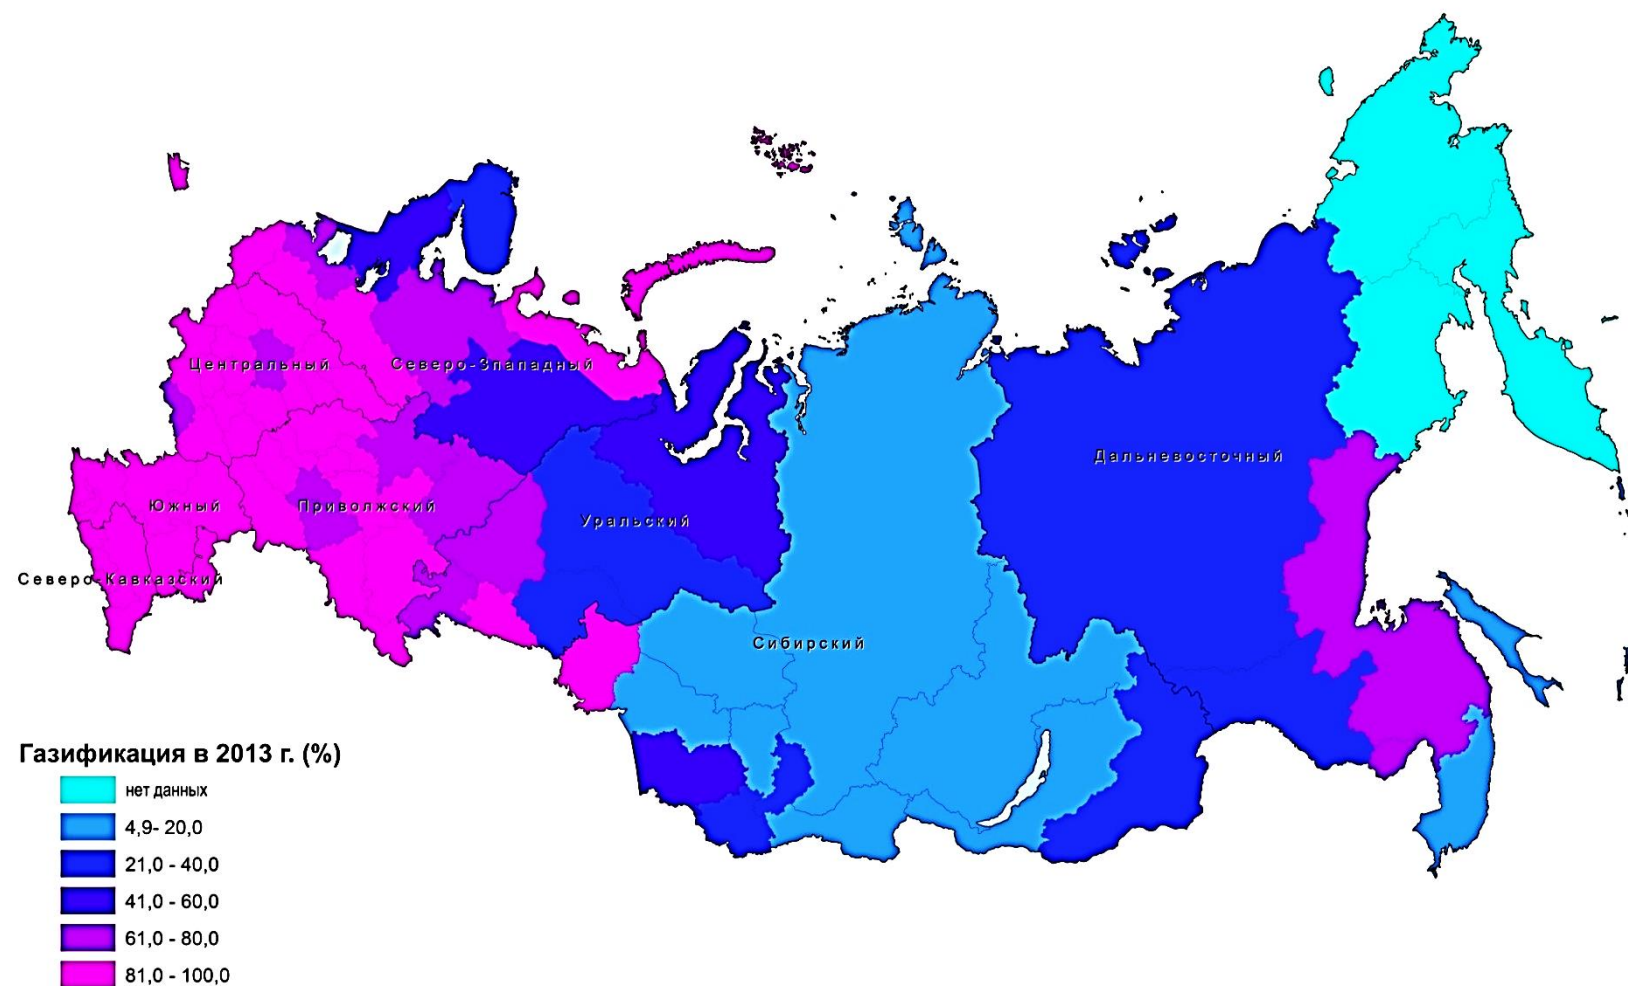 Центральный
Северо-Зпападный
Дальневосточный
Южный
Приволжский
Уральский
Северо-Кавказский
Сибирский
Газификация в 2013 г. (%)
нет данных
4,9- 20,0
21,0 - 40,0
41,0 - 60,0
61,0 - 80,0
81,0 - 100,0